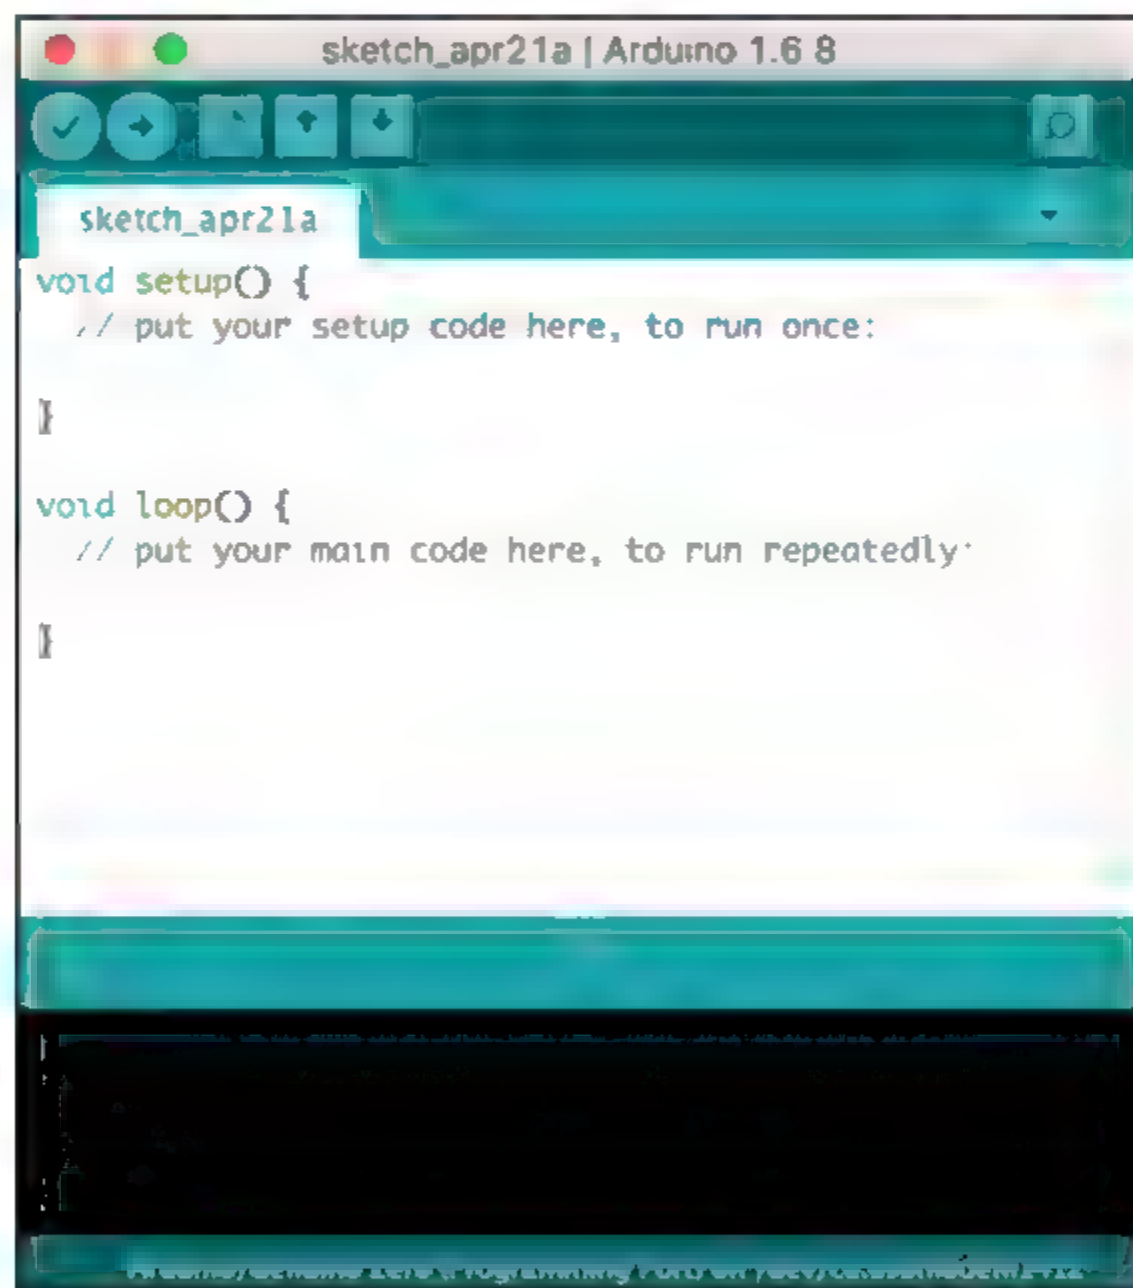 sketch_apr21a | Arduino 1.6 8
sketch_apr21a
void setup() {
  // put your setup code here, to run once:
}
void loop() {
  // put your main code here, to run repeatedly:
}